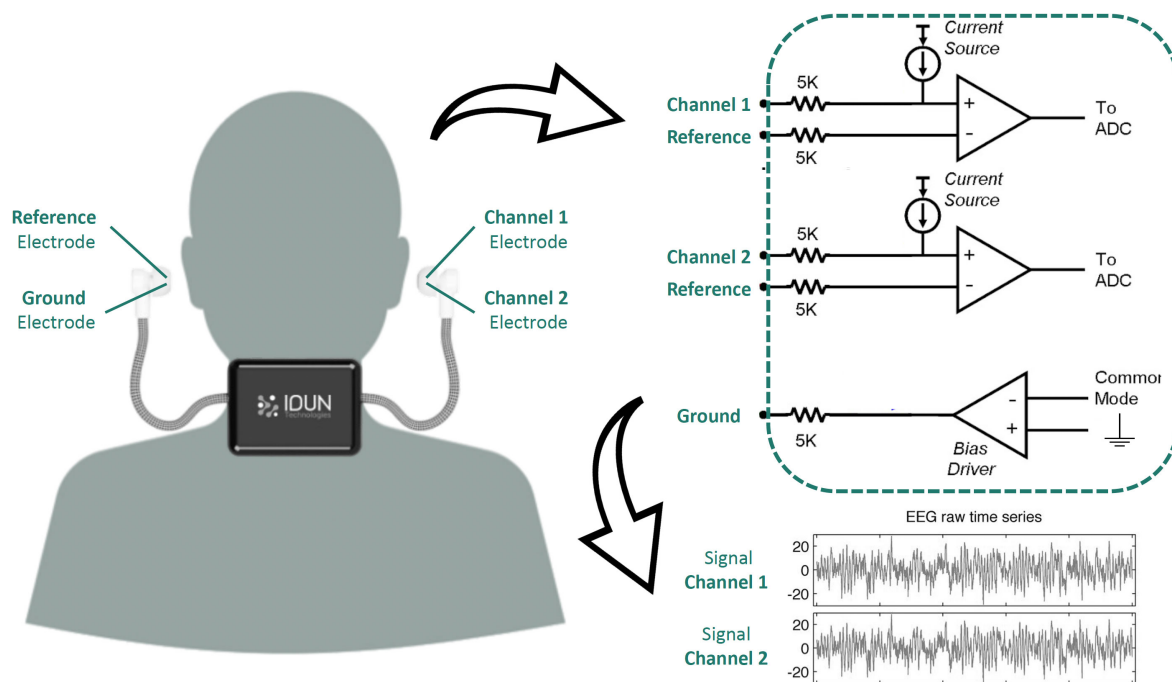 Reference
Electrode
Ground
Electrode
Channel 1
Electrode
Channel 2
Electrode
IDUN
Technologies
Current
Source
5K
Channel 1
+
To
ADC
Reference
-
5K
Current
Source
5K
Channel 2
+
To
ADC
Reference
-
5K
Common
Mode
-
Ground
+
5K
Bias
Driver
EEG raw time series
Signal
Channel 1
20
0
-20
Signal
Channel 2
20
0
-20